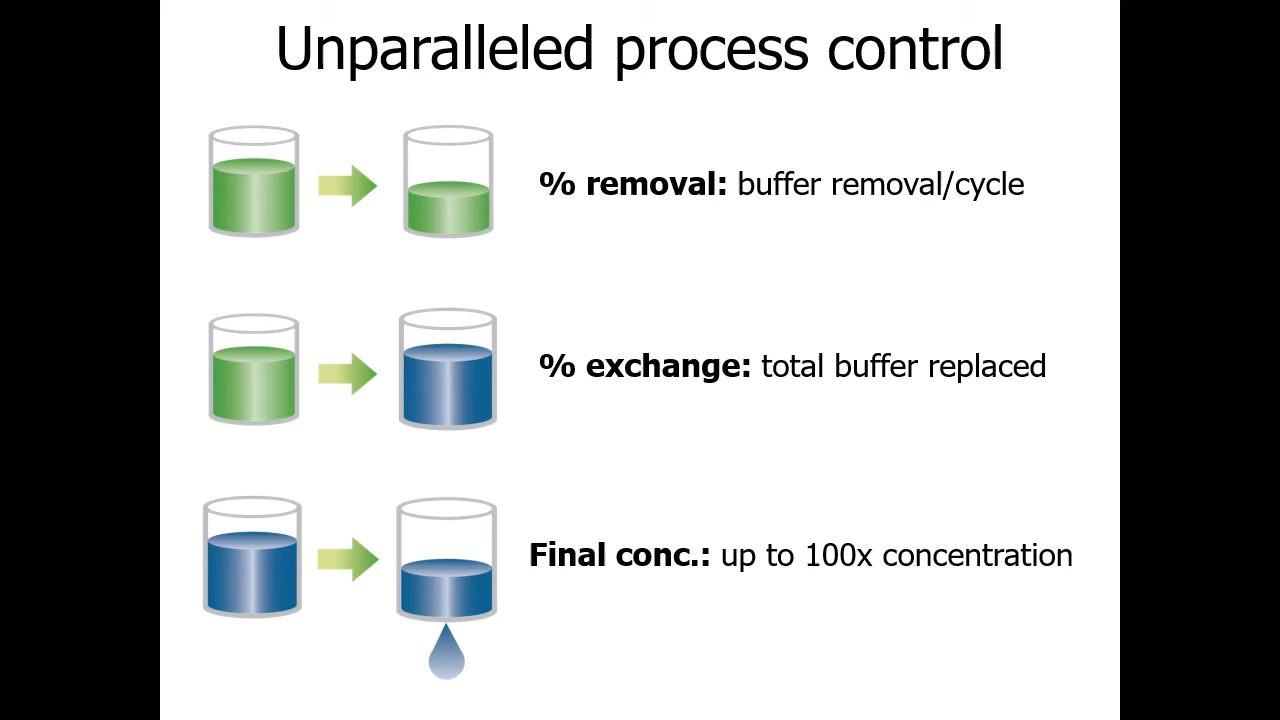 Unparalleled process control
% removal: buffer removal/cycle
% exchange: total buffer replaced
Final conc.: up to 100x concentration